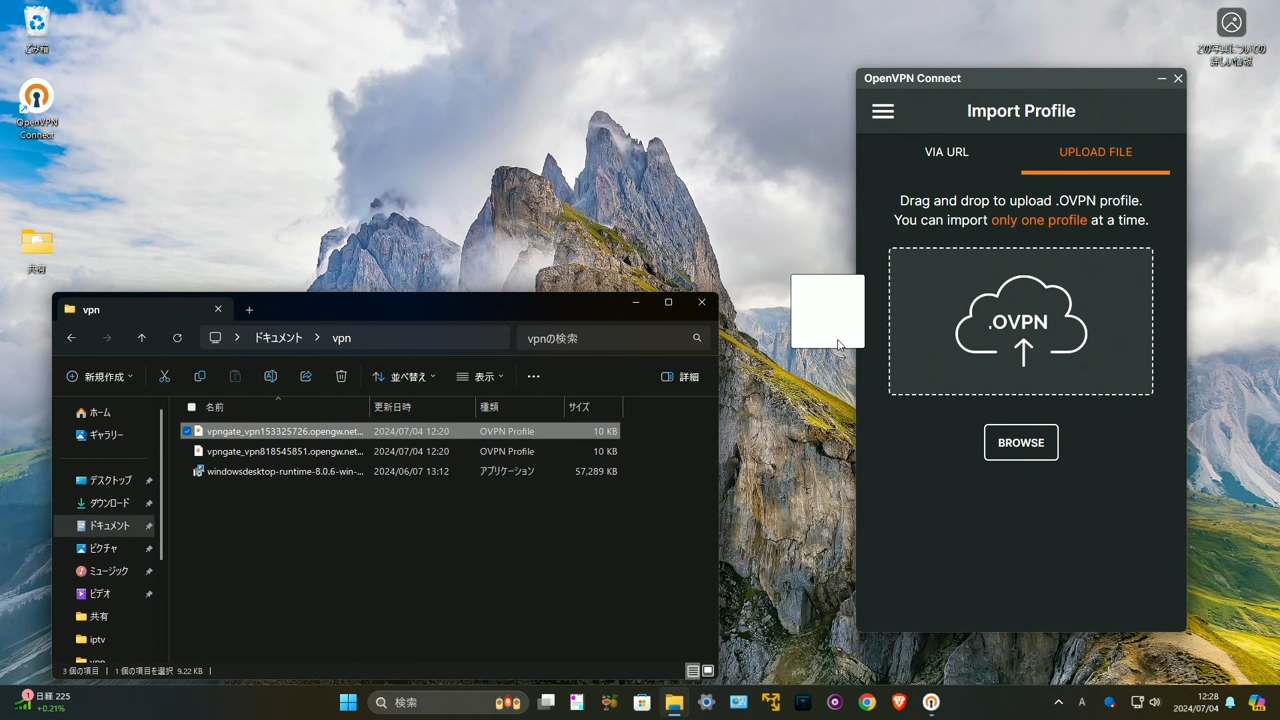 ごみ箱
OpenVPN
Connect
共有
この写真についての
詳しい情報
OpenVPN Connect
Import Profile
VIA URL
UPLOAD FILE
Drag and drop to upload .OVPN profile.
You can import only one profile at a time.
.OVPN
BROWSE
vpn
ドキュメント
vpn
vpnの検索
新規作成
並べ替え
表示
詳細
ホーム
ギャラリー
デスクトップ
ダウンロード
ドキュメント
ピクチャ
ミュージック
ビデオ
共有
iptv
vpn
名前
更新日時
種類
サイズ
vpngate_vpn153325726.opengw.net...
2024/07/04 12:20
OVPN Profile
10 KB
vpngate_vpn818545851.opengw.net...
2024/07/04 12:20
OVPN Profile
10 KB
windowsdesktop-runtime-8.0.6-win-...
2024/06/07 13:12
アプリケーション
57,289 KB
3 個の項目
1 個の項目を選択 9.22 KB
1
日経 225
+0.21%
検索
A
12:28
2024/07/04